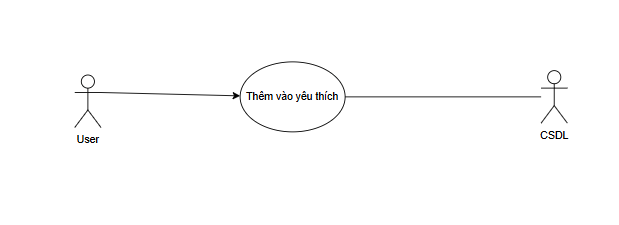 Thêm vào yêu thích
User
CSDL